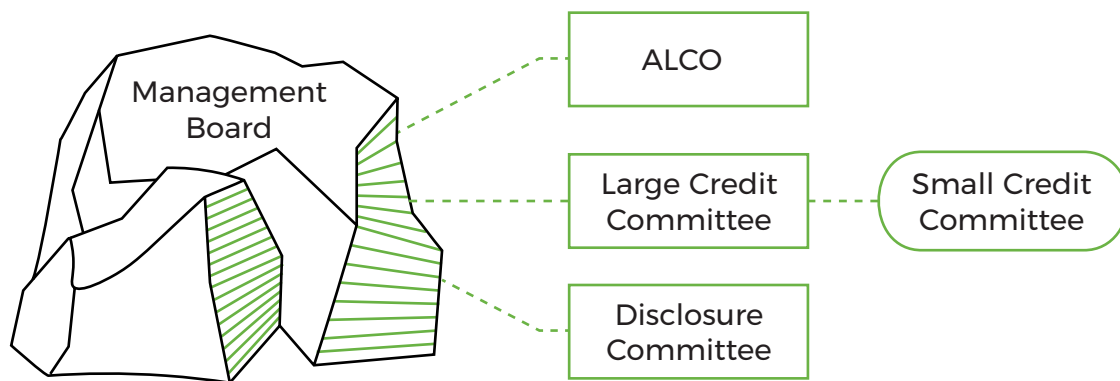 Management
Board
ALCO
Large Credit
Committee
Small Credit
Committee
Disclosure
Committee